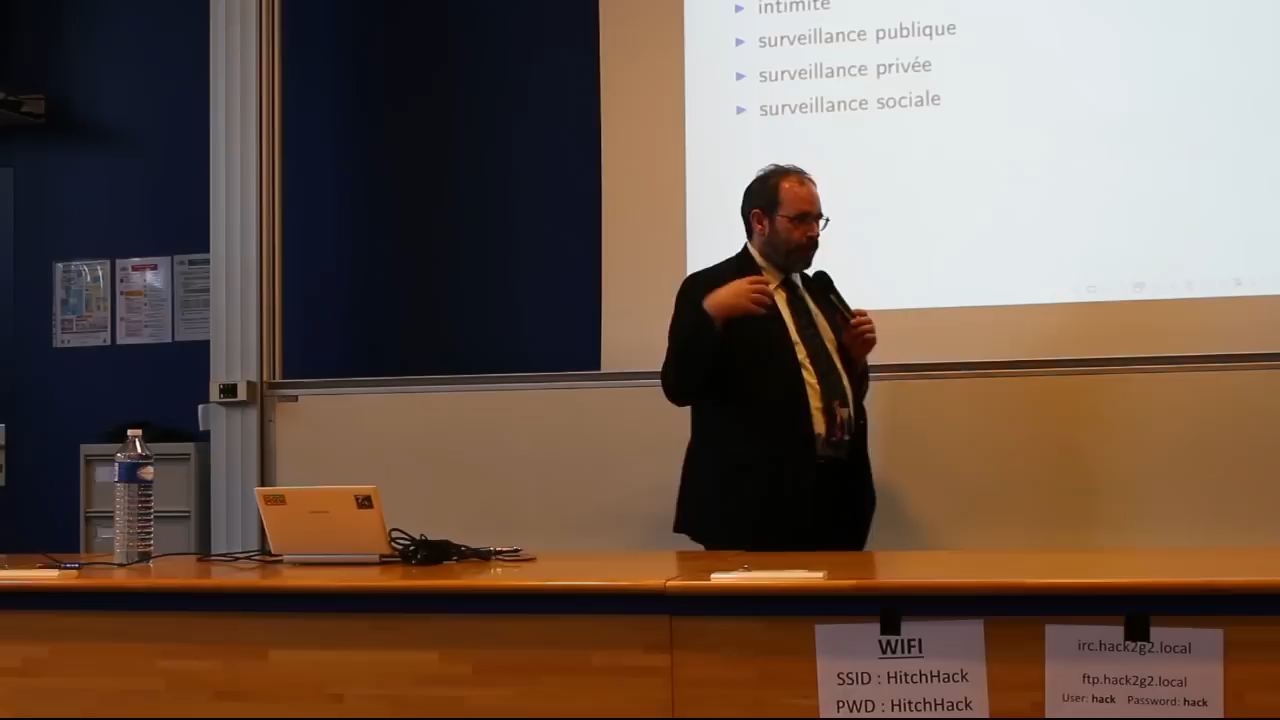 intimité
surveillance publique
surveillance privée
surveillance sociale
WIFI
SSID : HitchHack
PWD : HitchHack
irc.hack2g2.local
ftp.hack2g2.local
User: hack Password: hack